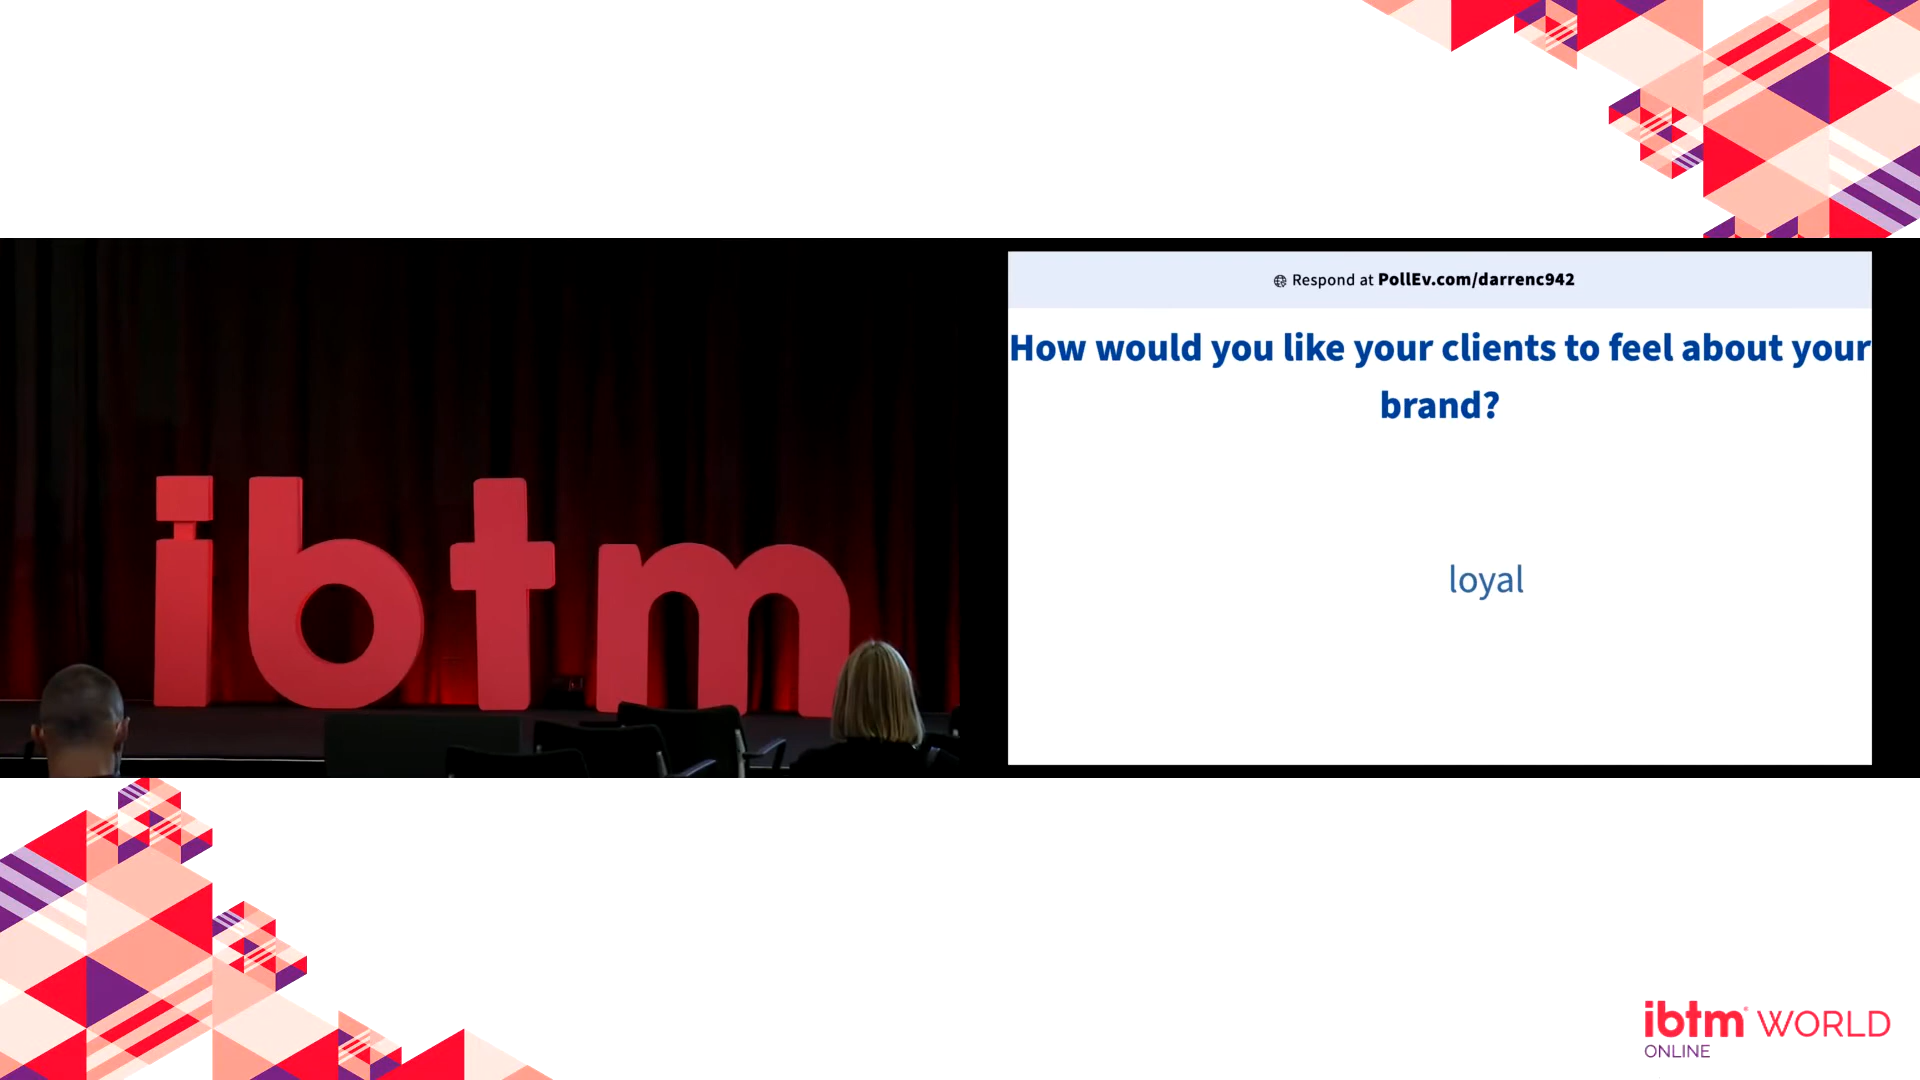 Respond at PollEv.com/darrenc942
How would you like your clients to feel about your
brand?
loyal
ibtm
ibtm WORLD
ONLINE